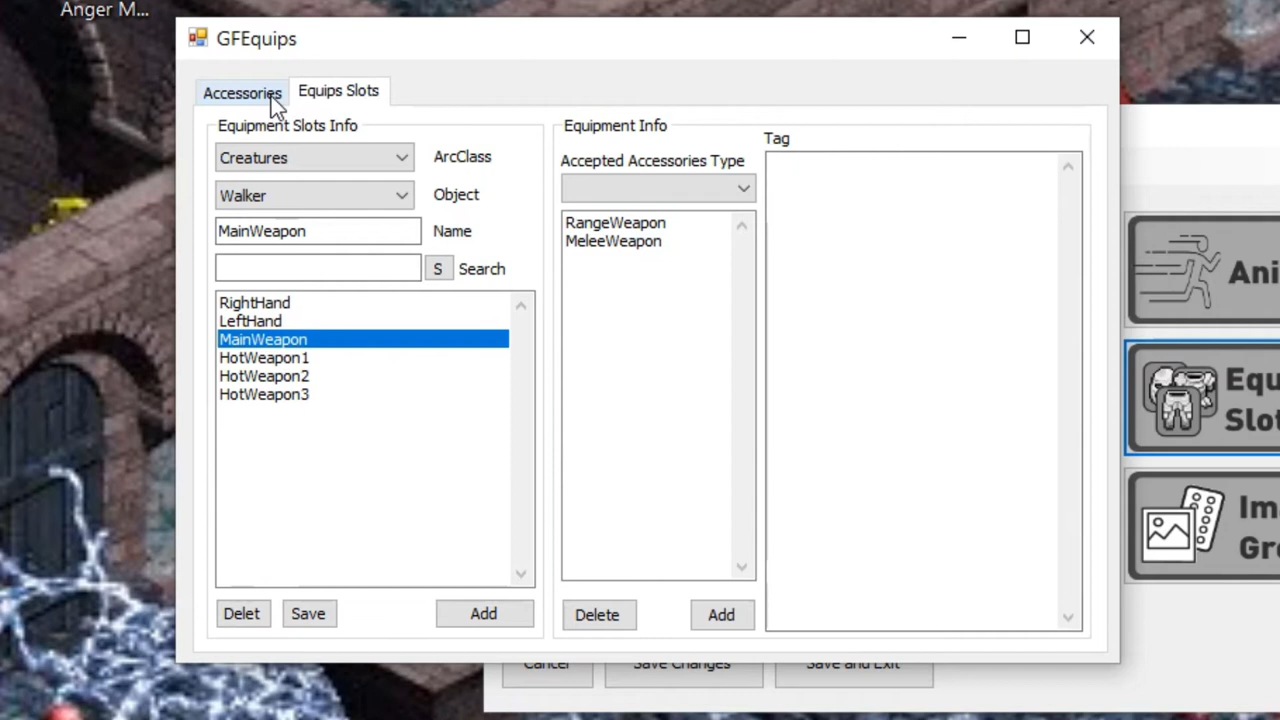 Anger M...
GFEquips
Accessories
Equips Slots
Equipment Slots Info
Creatures
ArcClass
Walker
Object
MainWeapon
Name
S
Search
RightHand
LeftHand
MainWeapon
HotWeapon1
HotWeapon2
HotWeapon3
Delet
Save
Add
Equipment Info
Accepted Accessories Type
RangeWeapon
MeleeWeapon
Delete
Add
Tag
Ani
Equ
Slot
Im
Gr
Cancel
Save Changes
Save and Exit